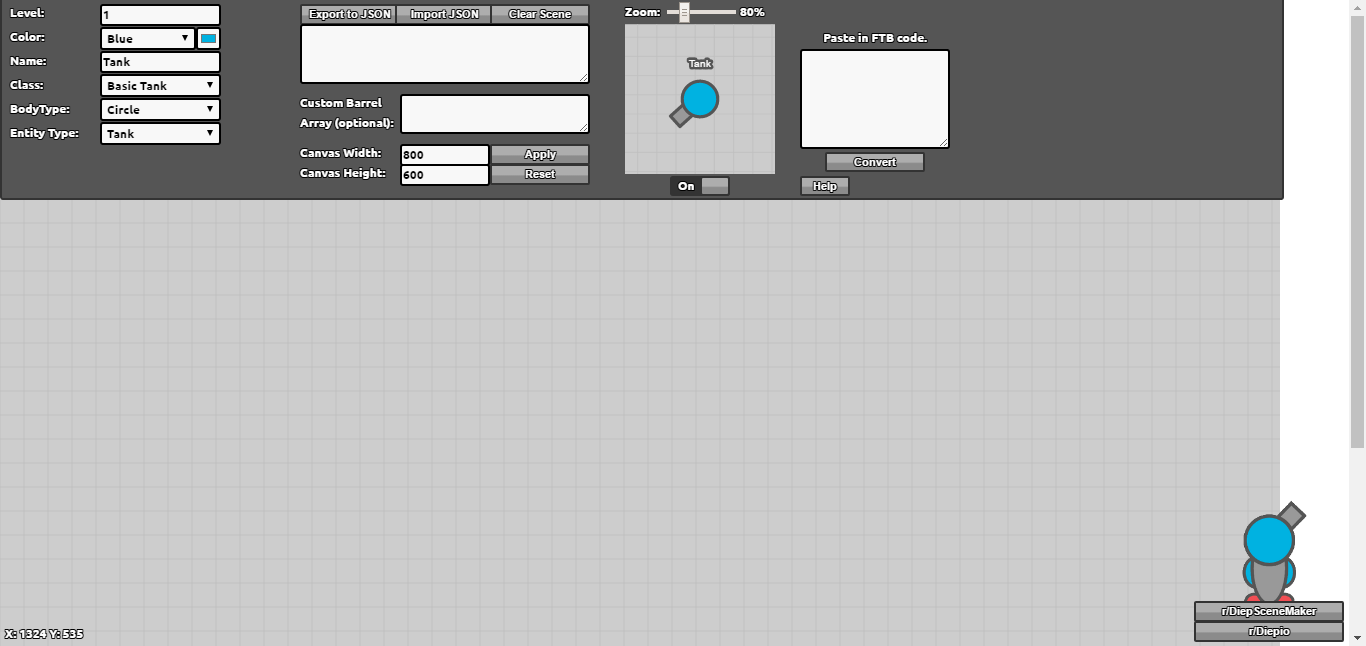 Level:
1
Color:
Blue
Name:
Tank
Class:
Basic Tank
BodyType:
Circle
Entity Type:
Tank
Export to JSON
Import JSON
Clear Scene
Custom Barrel
Array (optional):
Canvas Width:
800
Apply
Canvas Height:
600
Reset
Zoom:
80%
Tank
On
Paste in FTB code.
Convert
Help
X: 1324 Y: 535
r/DiepSceneMaker
r/Diepio